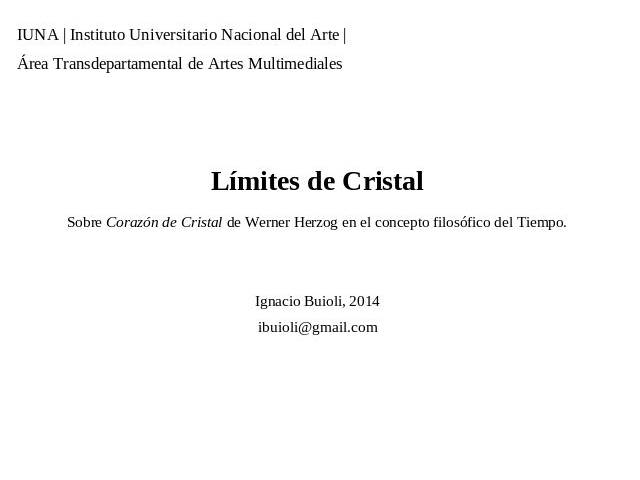 IUNA | Instituto Universitario Nacional del Arte |
Área Transdepartamental de Artes Multimediales
Límites de Cristal
Sobre Corazón de Cristal de Werner Herzog en el concepto filosófico del Tiempo.
Ignacio Buioli, 2014
ibuioli@gmail.com